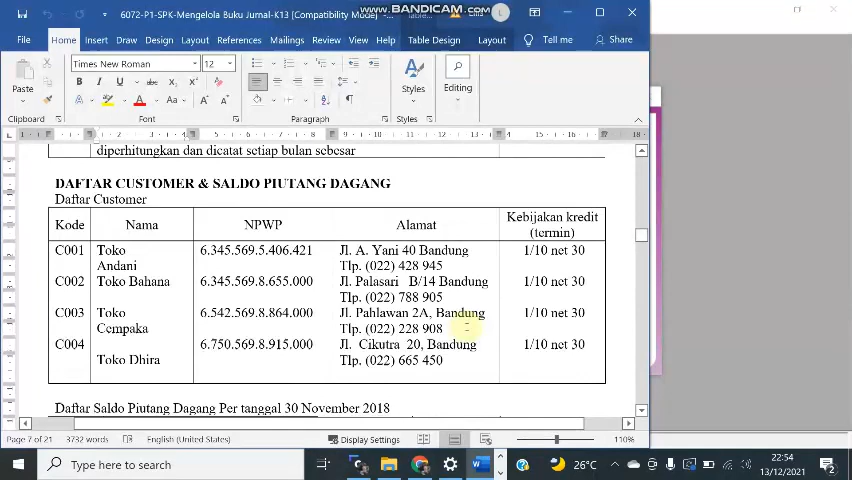 www.BANDICAM.com
6072-P1-SPK-Mengelola Buku Jurnal-K13 [Compatibility Mode] -...
File Home Insert Draw Design Layout References Mailings Review View Help Table Design Layout Tell me Share
Paste
Times New Roman 12
Styles
Editing
Clipboard Font Paragraph Styles
diperhitungkan dan dicatat setiap bulan sebesar
DAFTAR CUSTOMER & SALDO PIUTANG DAGANG
Daftar Customer
Kode Nama NPWP Alamat Kebijakan kredit (termin)
C001 Toko Andani 6.345.569.5.406.421 Jl. A. Yani 40 Bandung Tlp. (022) 428 945 1/10 net 30
C002 Toko Bahana 6.345.569.8.655.000 Jl. Palasari B/14 Bandung Tlp. (022) 788 905 1/10 net 30
C003 Toko Cempaka 6.542.569.8.864.000 Jl. Pahlawan 2A, Bandung Tlp. (022) 228 908 1/10 net 30
C004 Toko Dhira 6.750.569.8.915.000 Jl. Cikutra 20, Bandung Tlp. (022) 665 450 1/10 net 30
Daftar Saldo Piutang Dagang Per tanggal 30 November 2018
Page 7 of 21 3732 words English (United States) Display Settings 110%
Type here to search
26°C
22:54
13/12/2021
2